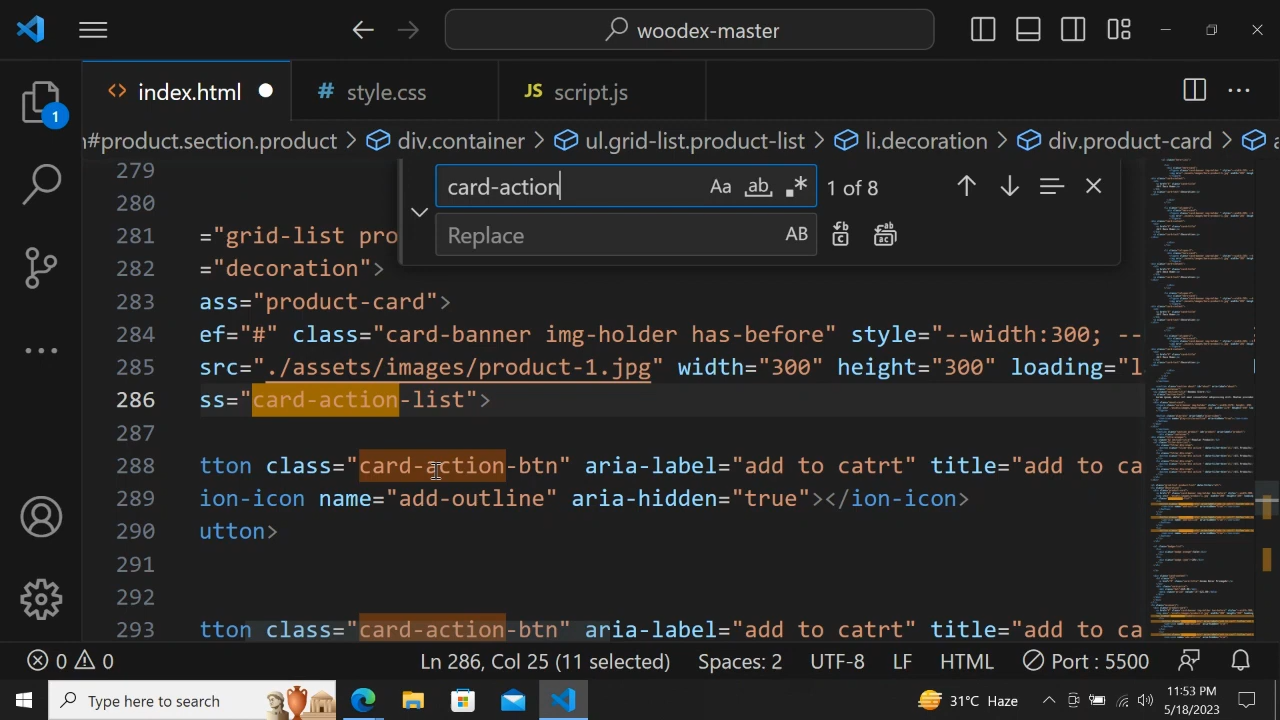 woodex-master
index.html
# style.css
JS script.js
1
n#product.section.product > div.container > ul.grid-list.product-list > li.decoration > div.product-card >
card-action
Aa ab 1 of 8
Replace
AB
279
280
281 ="grid-list pro
282 ="decoration">
283 ass="product-card">
284 ef="#" class="card-banner img-holder has-before" style="--width:300; --
285 src="./assets/images/product-1.jpg" width="300" height="300" loading="l
286 ss="card-action-list">
287
288 tton class="card-action-btn" aria-label="add to catrt" title="add to ca
289 ion-icon name="add-outline" aria-hidden="true"></ion-icon>
290 utton>
291
292
293 tton class="card-action-btn" aria-label="add to catrt" title="add to ca
0 0 Ln 286, Col 25 (11 selected) Spaces: 2 UTF-8 LF HTML Port : 5500
Type here to search
31°C Haze
11:53 PM
5/18/2023